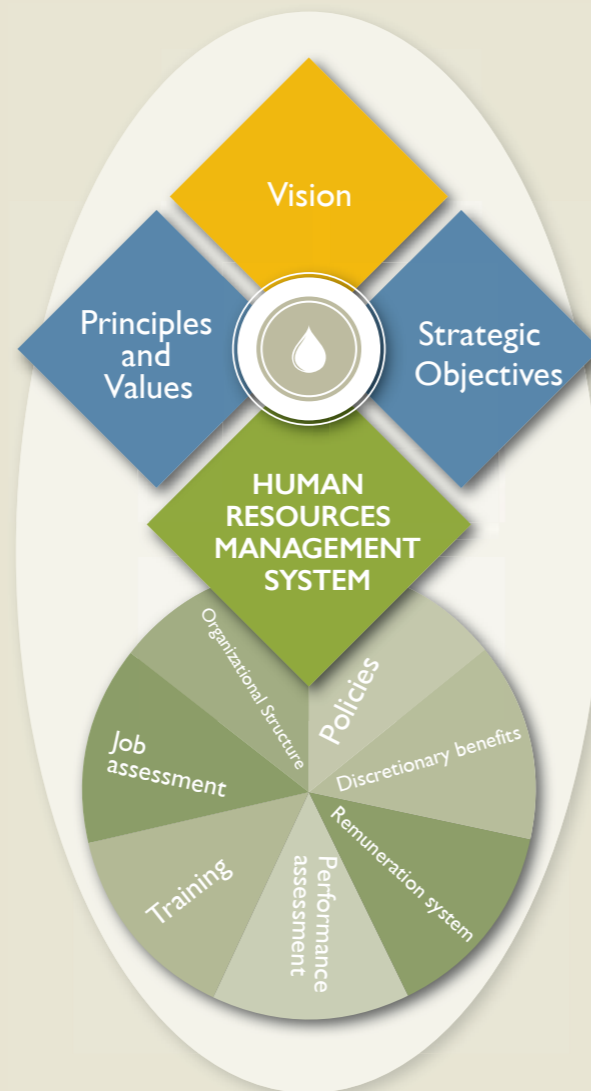 Vision
Principles
and
Values
Strategic
Objectives
HUMAN
RESOURCES
MANAGEMENT
SYSTEM
Organizational Structure
Policies
Job
assessment
Discretionary benefits
Training
Performance
assessment
Remuneration system